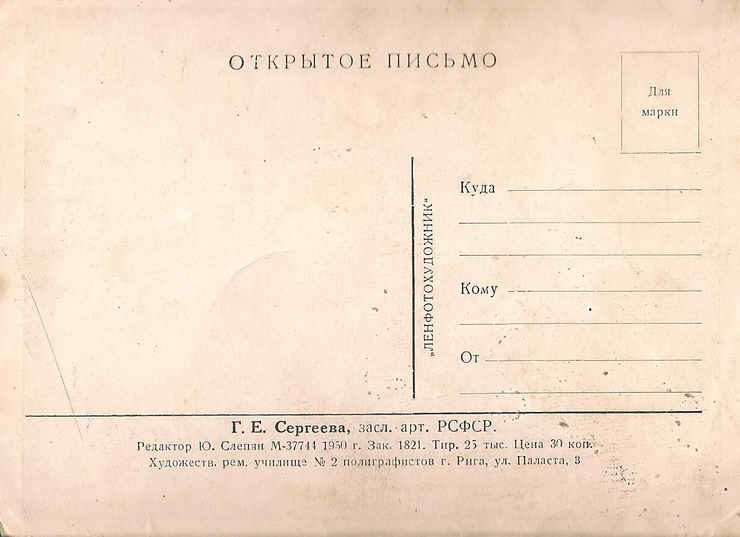 ОТКРЫТОЕ ПИСЬМО
Для
марки
Куда
„ЛЕНФОТОХУДОЖНИК“
Кому
От
Г. Е. Сергеева, засл. арт. РСФСР.
Редактор Ю. Слепян М-37744 1950 г. Зак. 1821. Тир. 25 тыс. Цена 30 коп.
Художеств. рем. училище № 2 полиграфистов г. Рига, ул. Паласта, 3